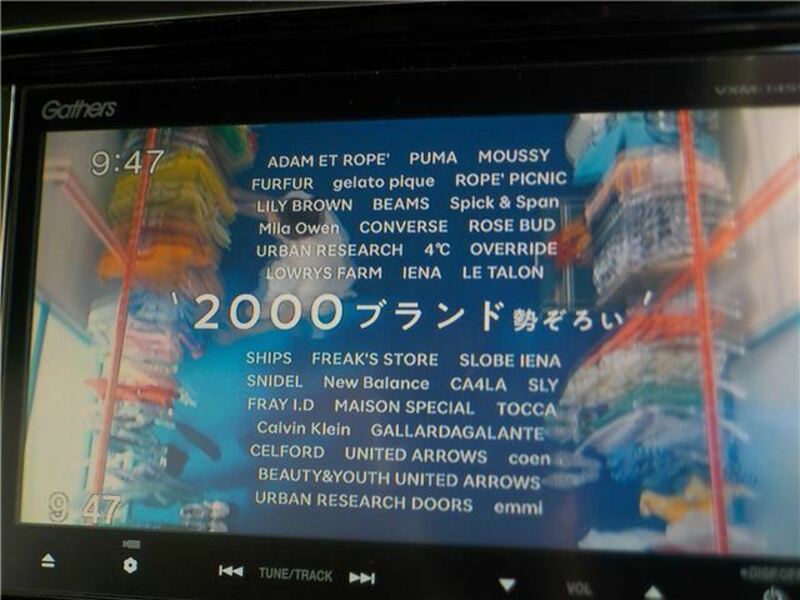 Gathers
9:47
ADAM ET ROPE' PUMA MOUSSY
FURFUR gelato pique ROPE' PICNIC
LILY BROWN BEAMS Spick & Span
Mila Owen CONVERSE ROSE BUD
URBAN RESEARCH 4℃ OVERRIDE
LOWRYS FARM IENA LE TALON
2000ブランド勢ぞろい
SHIPS FREAK'S STORE SLOBE IENA
SNIDEL New Balance CA4LA SLY
FRAY I.D MAISON SPECIAL TOCCA
Calvin Klein GALLARDAGALANTE
CELFORD UNITED ARROWS coen
BEAUTY&YOUTH UNITED ARROWS
URBAN RESEARCH DOORS emmi
9 47
TUNE/TRACK VOL